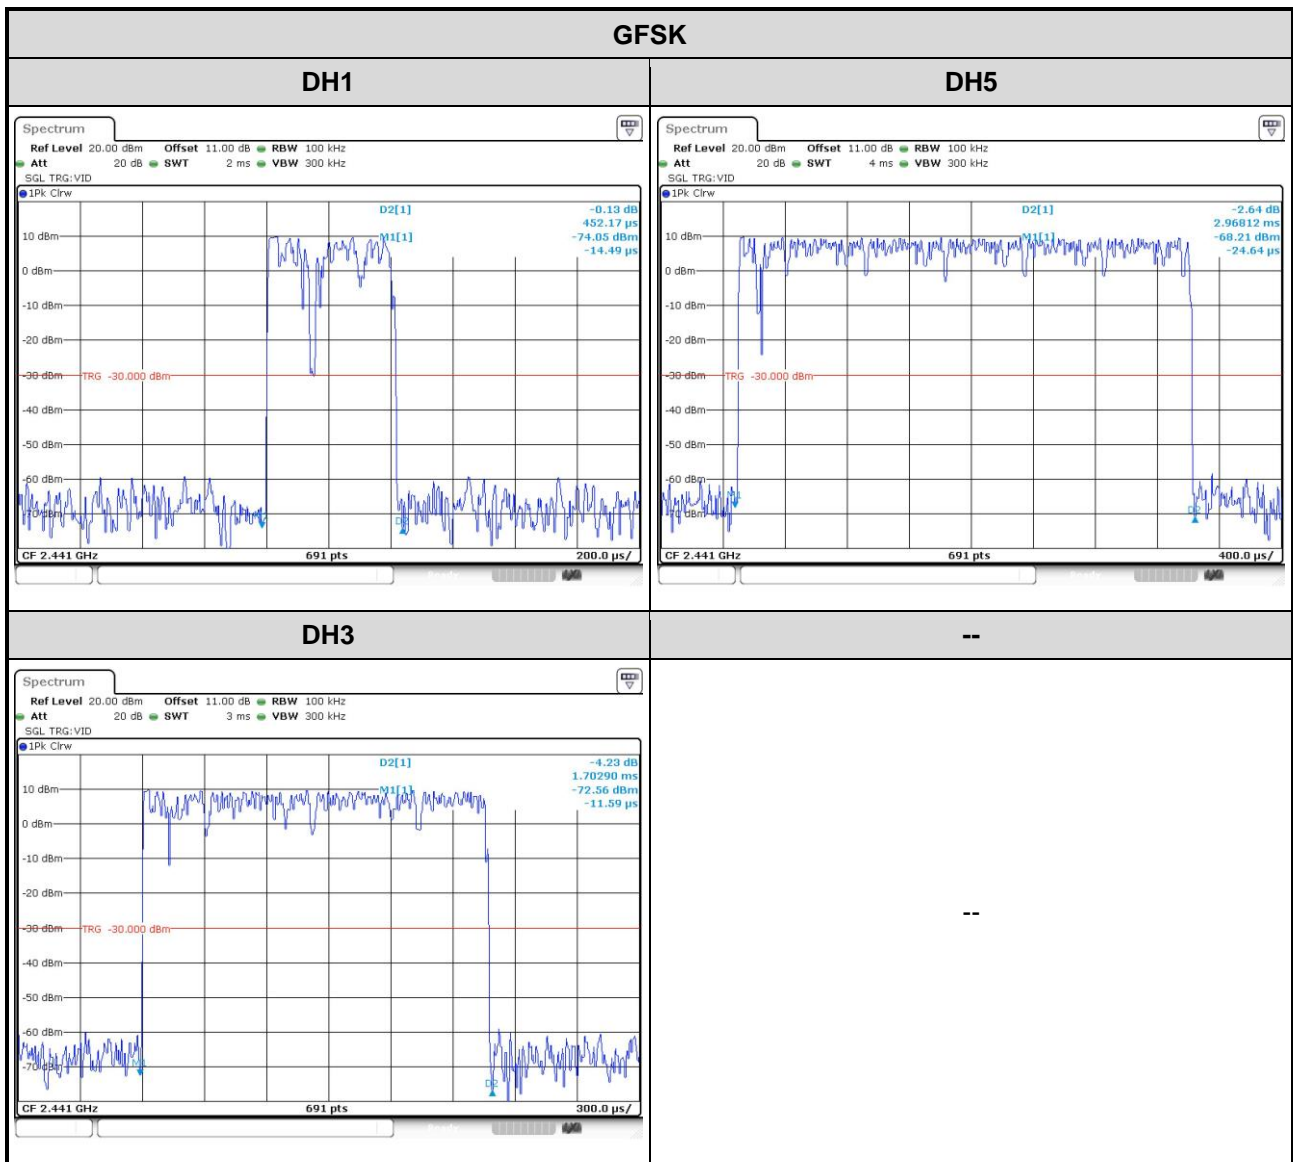 GFSK
DH1
DH5
Spectrum
Ref Level 20.00 dBm Offset 11.00 dB RBW 100 kHz
Att 20 dB SWT 2 ms VBW 300 kHz
SGL TRG:VID
1Pk Clrw
D2[1] -0.13 dB
452.17 µs
10 dBm M1[1] -74.05 dBm
-14.49 µs
0 dBm
-10 dBm
-20 dBm
-30 dBm TRG -30.000 dBm
-40 dBm
-50 dBm
-60 dBm
-70 dBm
D2
CF 2.441 GHz 691 pts 200.0 µs/
Spectrum
Ref Level 20.00 dBm Offset 11.00 dB RBW 100 kHz
Att 20 dB SWT 4 ms VBW 300 kHz
SGL TRG:VID
1Pk Clrw
D2[1] -2.64 dB
2.96812 ms
10 dBm M1[1] -68.21 dBm
-24.64 µs
0 dBm
-10 dBm
-20 dBm
-30 dBm TRG -30.000 dBm
-40 dBm
-50 dBm
-60 dBm
M1
-70 dBm D2
CF 2.441 GHz 691 pts 400.0 µs/
DH3
--
Spectrum
Ref Level 20.00 dBm Offset 11.00 dB RBW 100 kHz
Att 20 dB SWT 3 ms VBW 300 kHz
SGL TRG:VID
1Pk Clrw
D2[1] -4.23 dB
1.70290 ms
10 dBm M1[1] -72.56 dBm
-11.59 µs
0 dBm
-10 dBm
-20 dBm
-30 dBm TRG -30.000 dBm
-40 dBm
-50 dBm
-60 dBm
M1
-70 dBm
D2
CF 2.441 GHz 691 pts 300.0 µs/
--